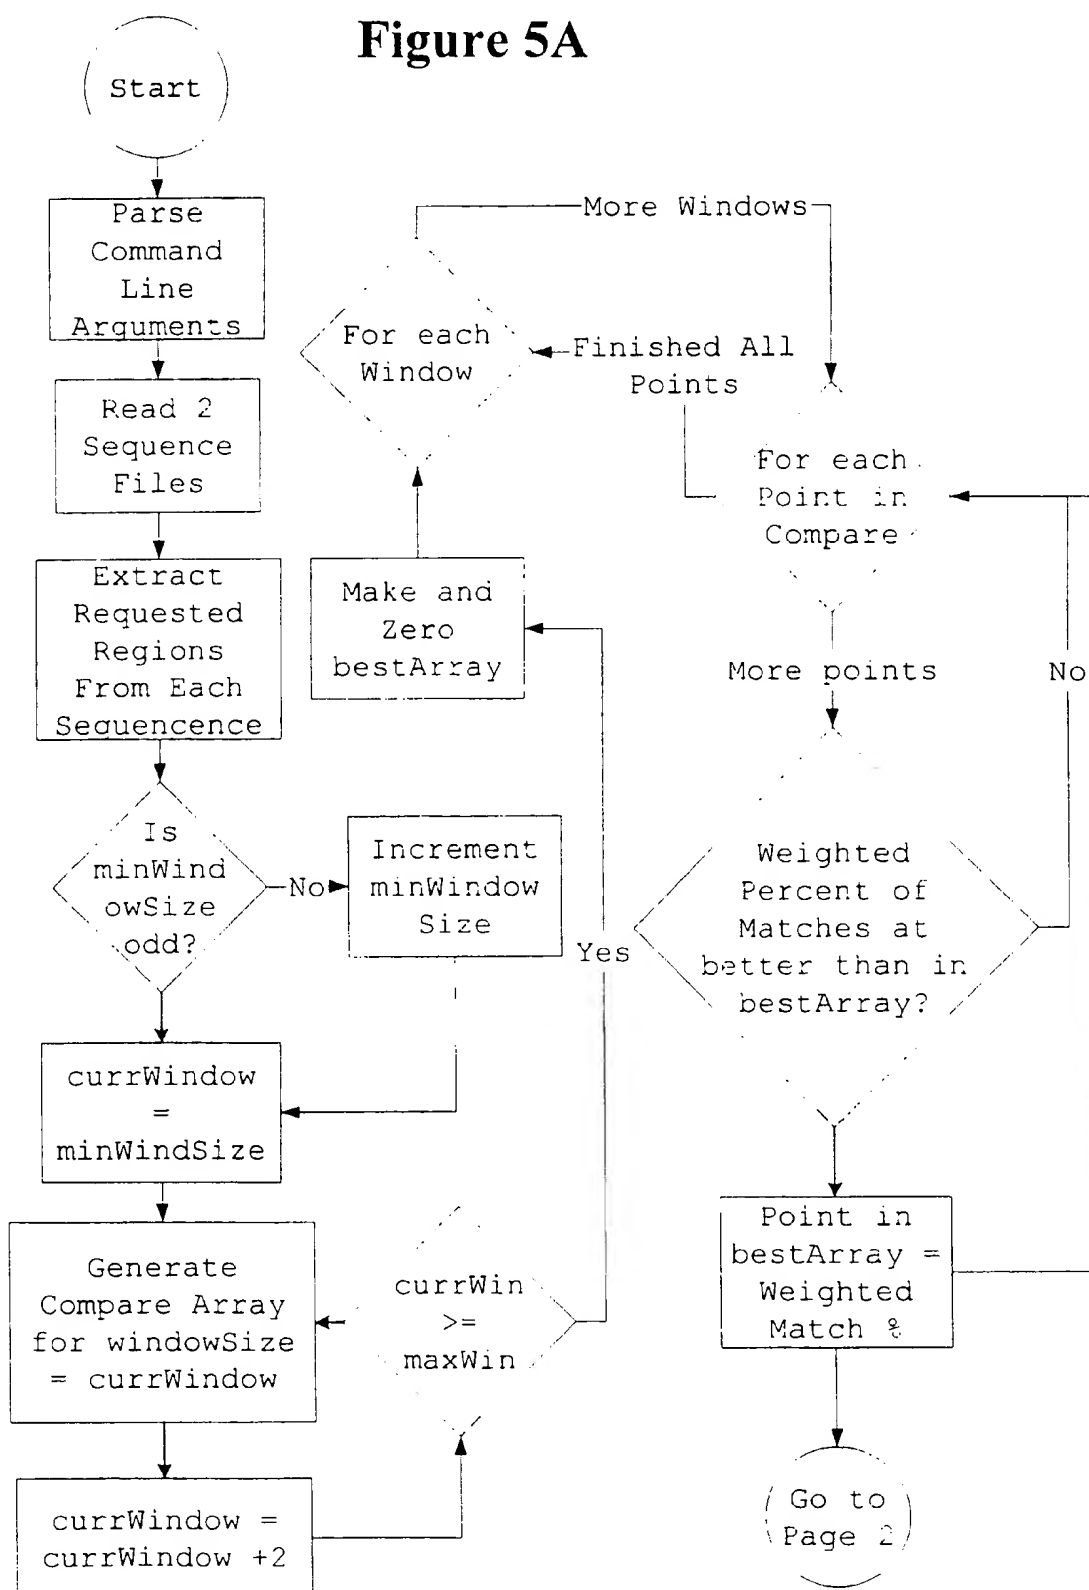 Figure 5A
Start
Parse
Command
Line
Arguments
Read 2
Sequence
Files
Extract
Requested
Regions
From Each
Sequencence
Is
minWind
owSize
odd?
No
Increment
minWindow
Size
currWindow
=
minWindSize
Generate
Compare Array
for windowSize
= currWindow
currWindow =
currWindow +2
currWin
>=
maxWin
Yes
Make and
Zero
bestArray
For each
Window
More Windows
Finished All
Points
For each
Point in
Compare
More points
No
Weighted
Percent of
Matches at
better than in
bestArray?
Point in
bestArray =
Weighted
Match %
Go to
Page 2